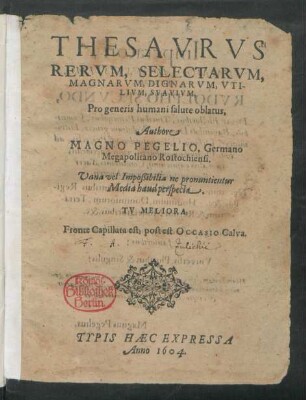 THESAVRVS
RERVM, SELECTARVM,
MAGNARVM, DIGNARVM, VTI-
LIVM, SVAVIVM,
Pro generis humani salute oblatus,
Authore
MAGNO PEGELIO, Germano
Megapolitano Rostochiensi.
Vana vel Impossibilia ne pronuntientur
Media haud perspecta.
TV MELIORA.
Fronte Capillata est, post est OCCASIO Calva.
Bibliothek
Berlin.
TYPIS HÆC EXPRESSA
Anno 1604.